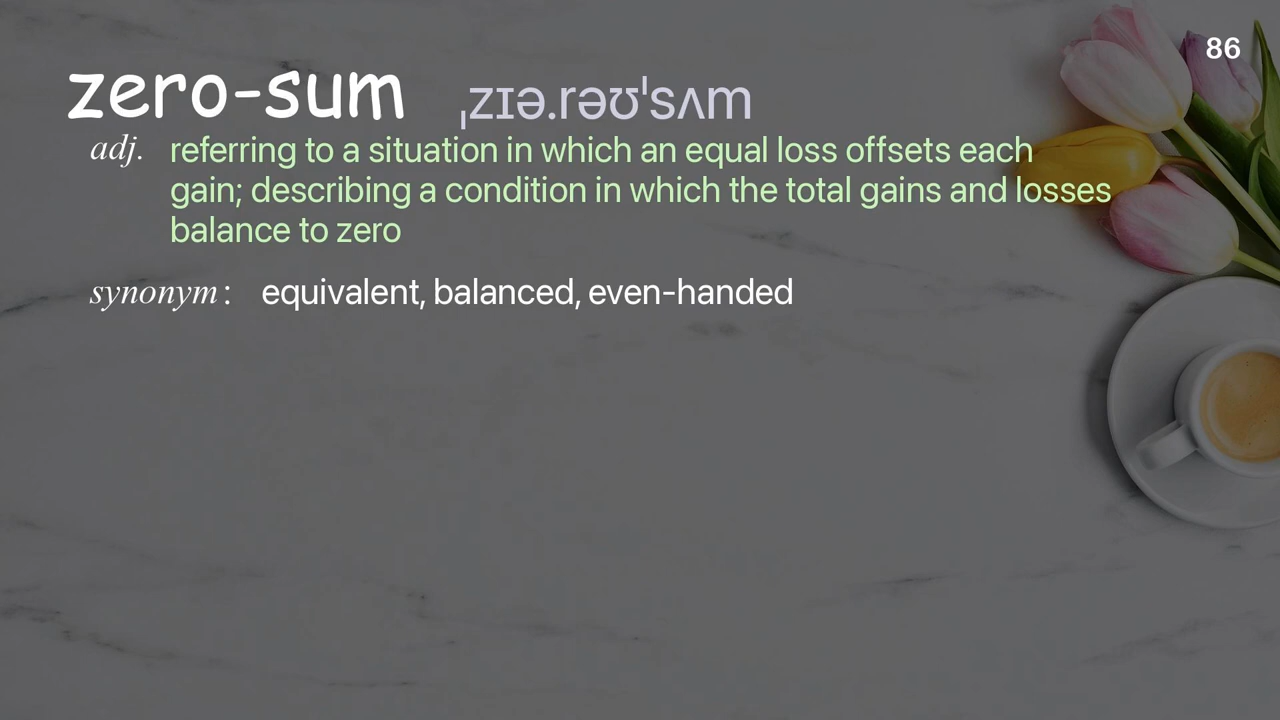 86
zero-sum ˌzɪə.rəʊˈsʌm
adj. referring to a situation in which an equal loss offsets each
gain; describing a condition in which the total gains and losses
balance to zero
synonym : equivalent, balanced, even-handed